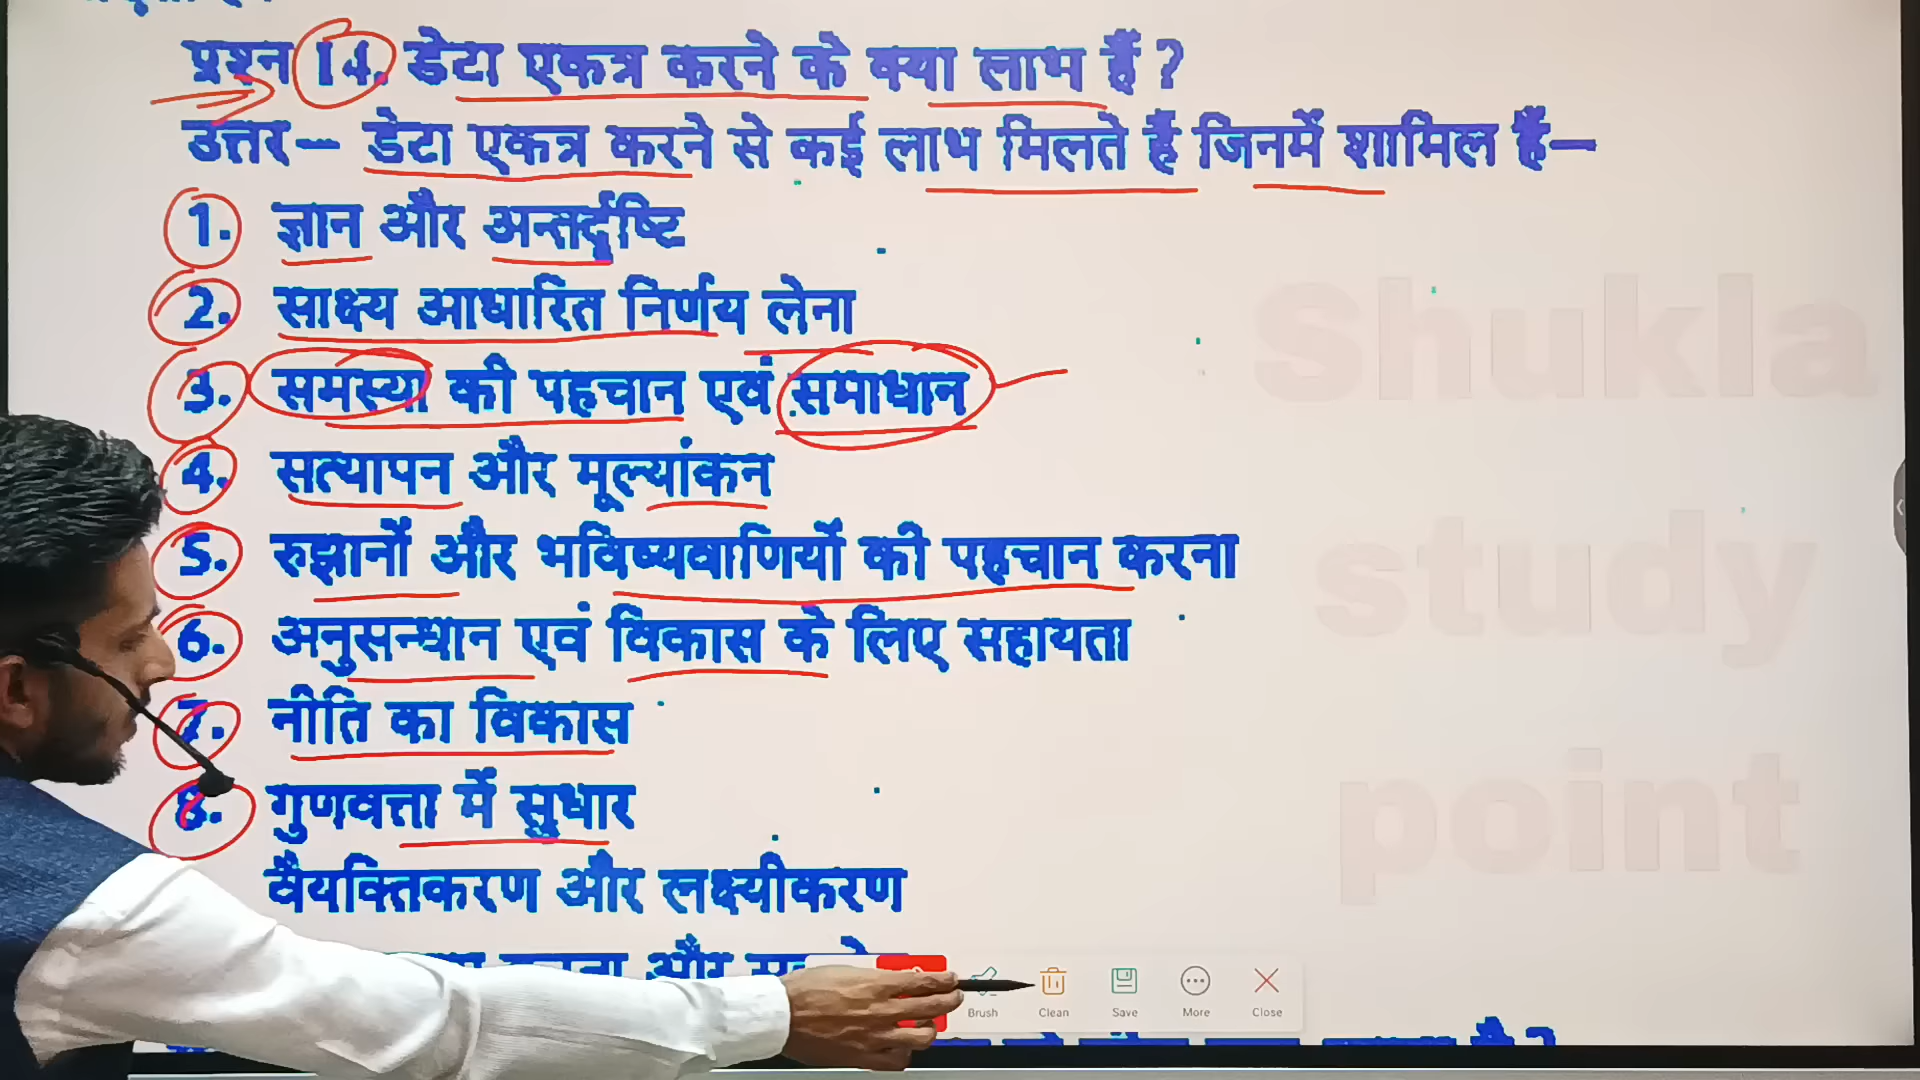 प्रश्न 14. डेटा एकत्र करने के क्या लाभ हैं ?
उत्तर– डेटा एकत्र करने से कई लाभ मिलते हैं जिनमें शामिल हैं–
1. ज्ञान और अन्तर्दृष्टि
2. साक्ष्य आधारित निर्णय लेना
3. समस्या की पहचान एवं समाधान
4. सत्यापन और मूल्यांकन
5. रुझानों और भविष्यवाणियों की पहचान करना
6. अनुसन्धान एवं विकास के लिए सहायता
7. नीति का विकास
8. गुणवत्ता में सुधार
वैयक्तिकरण और लक्ष्यीकरण
और
Shukla
study
point
Brush Clean Save More Close